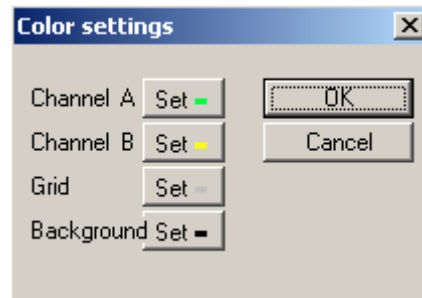 Color settings
Channel A Set OK
Channel B Set Cancel
Grid Set
Background Set